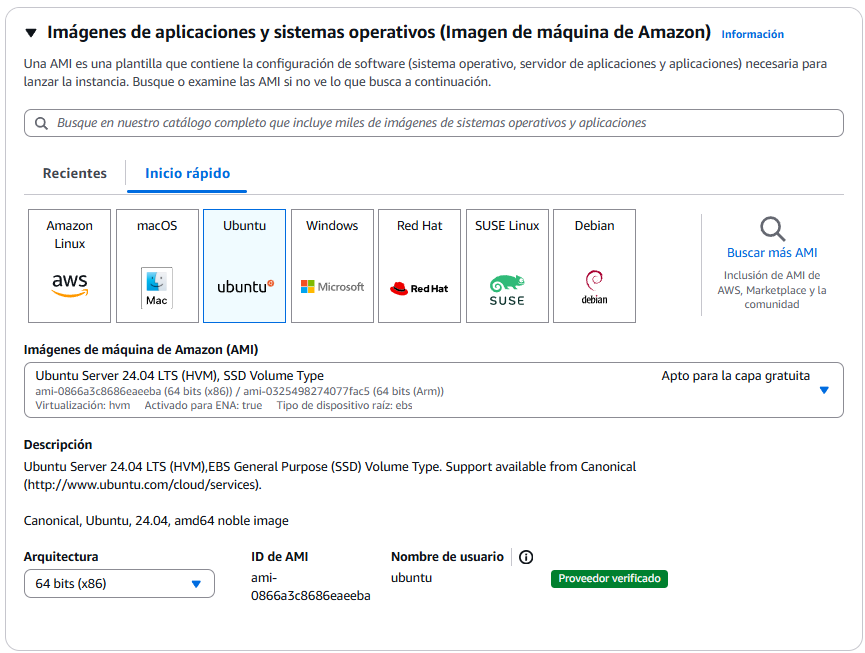 Imágenes de aplicaciones y sistemas operativos (Imagen de máquina de Amazon) Información
Una AMI es una plantilla que contiene la configuración de software (sistema operativo, servidor de aplicaciones y aplicaciones) necesaria para
lanzar la instancia. Busque o examine las AMI si no ve lo que busca a continuación.
Busque en nuestro catálogo completo que incluye miles de imágenes de sistemas operativos y aplicaciones
Recientes
Inicio rápido
Amazon
Linux
aws
macOS
Mac
Ubuntu
ubuntu
Windows
Microsoft
Red Hat
Red Hat
SUSE Linux
SUSE
Debian
debian
Buscar más AMI
Inclusión de AMI de
AWS, Marketplace y la
comunidad
Imágenes de máquina de Amazon (AMI)
Ubuntu Server 24.04 LTS (HVM), SSD Volume Type
Apto para la capa gratuita
ami-0866a3c8686eaeeba (64 bits (x86)) / ami-0325498274077fac5 (64 bits (Arm))
Virtualización: hvm Activado para ENA: true Tipo de dispositivo raíz: ebs
Descripción
Ubuntu Server 24.04 LTS (HVM),EBS General Purpose (SSD) Volume Type. Support available from Canonical
(http://www.ubuntu.com/cloud/services).
Canonical, Ubuntu, 24.04, amd64 noble image
Arquitectura
64 bits (x86)
ID de AMI
ami-
0866a3c8686eaeeba
Nombre de usuario
ubuntu
Proveedor verificado